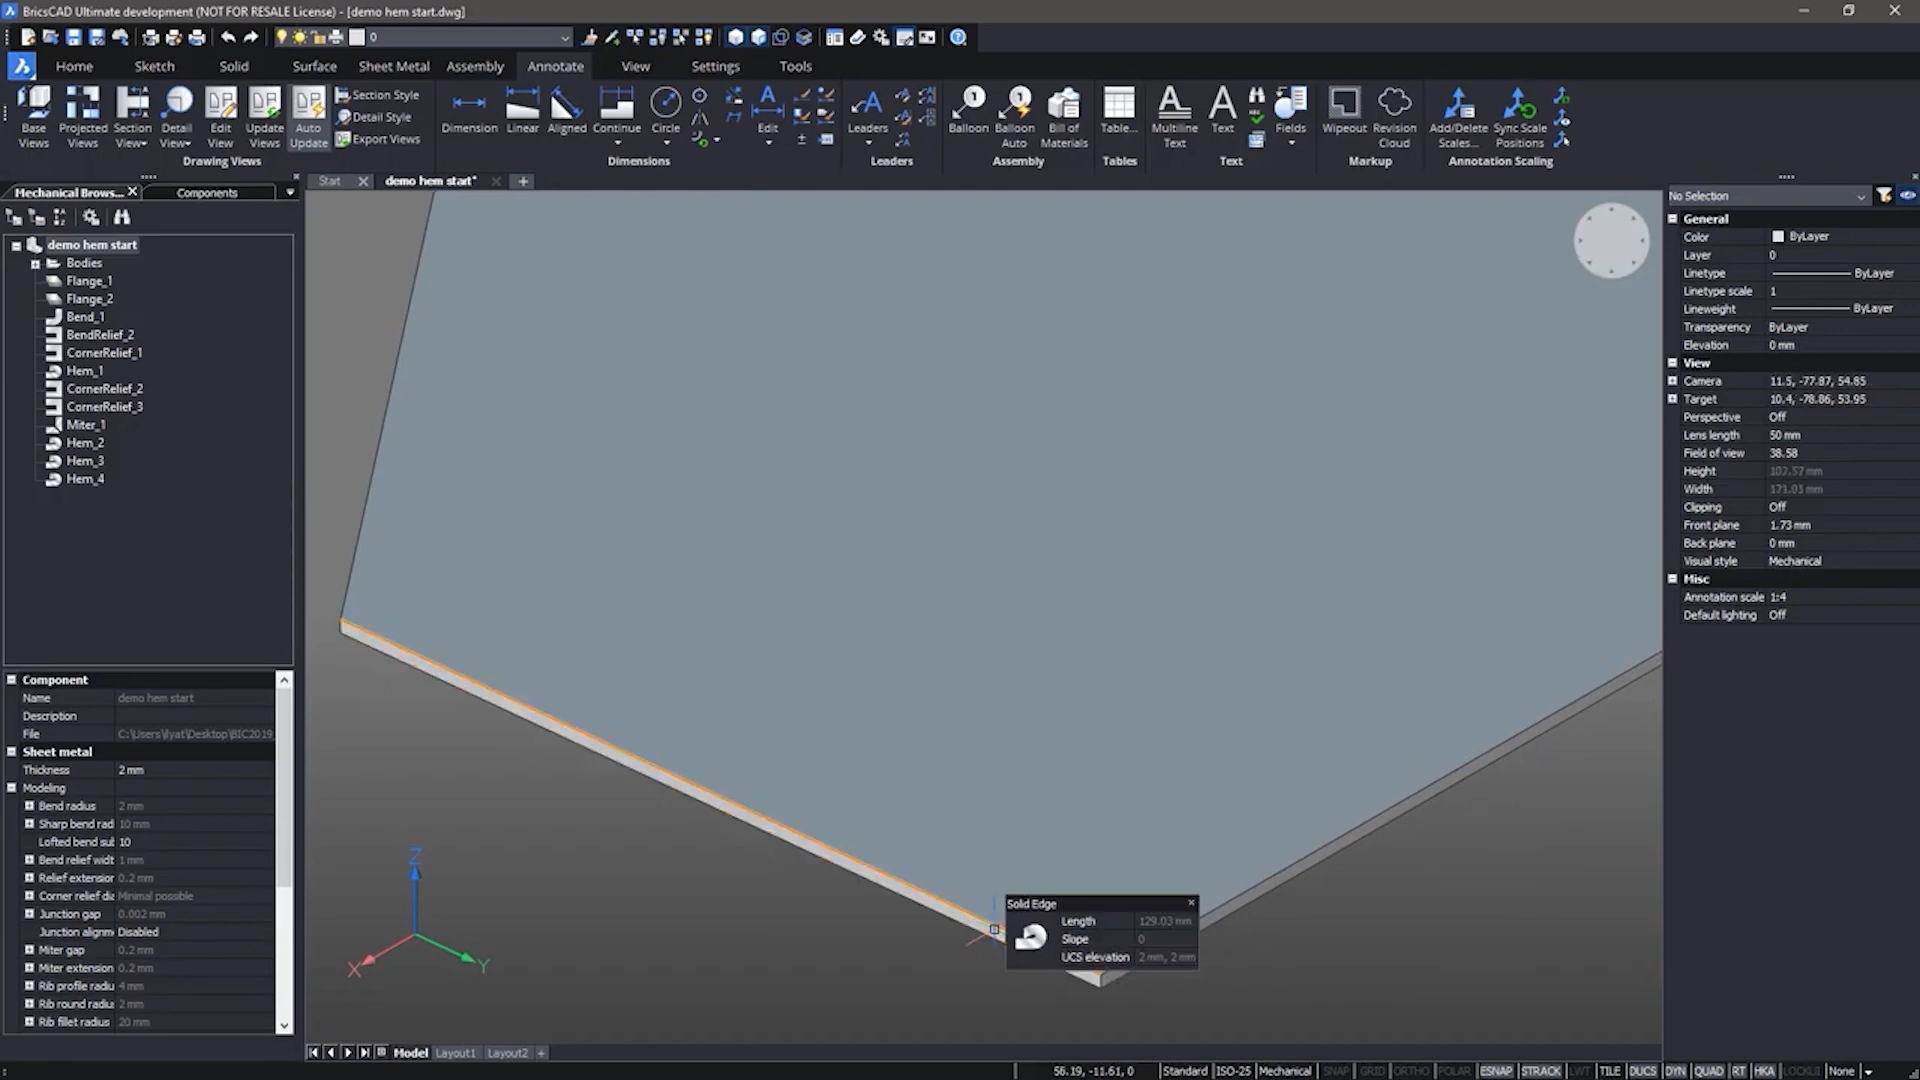 BricsCAD Ultimate development (NOT FOR RESALE License) - [demo hem start.dwg]
0
Home Sketch Solid Surface Sheet Metal Assembly Annotate View Settings Tools
Base Views
Projected Views
Section View
Detail View
Edit View
Update Views
Auto Update
Section Style
Detail Style
Export Views
Dimension
Linear
Aligned
Continue
Circle
Edit
Leaders
Balloon
Balloon Auto
Bill of Materials
Table...
Multiline Text
Text
Fields
Wipeout
Revision Cloud
Add/Delete Scales...
Sync Scale Positions
Drawing Views Dimensions Leaders Assembly Tables Text Markup Annotation Scaling
Mechanical Brows... Components
Start demo hem start*
demo hem start
Bodies
Flange_1
Flange_2
Bend_1
BendRelief_2
CornerRelief_1
Hem_1
CornerRelief_2
CornerRelief_3
Miter_1
Hem_2
Hem_3
Hem_4
Component
Name demo hem start
Description
File C:\Users\ilyat\Desktop\BIC2019_
Sheet metal
Thickness 2 mm
Modeling
Bend radius 2 mm
Sharp bend rad 10 mm
Lofted bend sul 10
Bend relief widt 1 mm
Relief extension 0.2 mm
Corner relief dia Minimal possible
Junction gap 0.002 mm
Junction alignm Disabled
Miter gap 0.2 mm
Miter extension 0.2 mm
Rib profile radiu 4 mm
Rib round radiu 2 mm
Rib fillet radius 20 mm
Z
X
Y
Solid Edge
Length 129.03 mm
Slope 0
UCS elevation 2 mm, 2 mm
No Selection
General
Color ByLayer
Layer 0
Linetype ByLayer
Linetype scale 1
Lineweight ByLayer
Transparency ByLayer
Elevation 0 mm
View
Camera 11.5, -77.87, 54.85
Target 10.4, -78.86, 53.95
Perspective Off
Lens length 50 mm
Field of view 38.58
Height 102.57 mm
Width 171.03 mm
Clipping Off
Front plane 1.73 mm
Back plane 0 mm
Visual style Mechanical
Misc
Annotation scale 1:4
Default lighting Off
Model Layout1 Layout2
56.19, -11.61, 0 Standard ISO-25 Mechanical SNAP GRID ORTHO POLAR ESNAP STRACK LWT TILE DUCS DYN QUAD RT HKA LOCKUI None